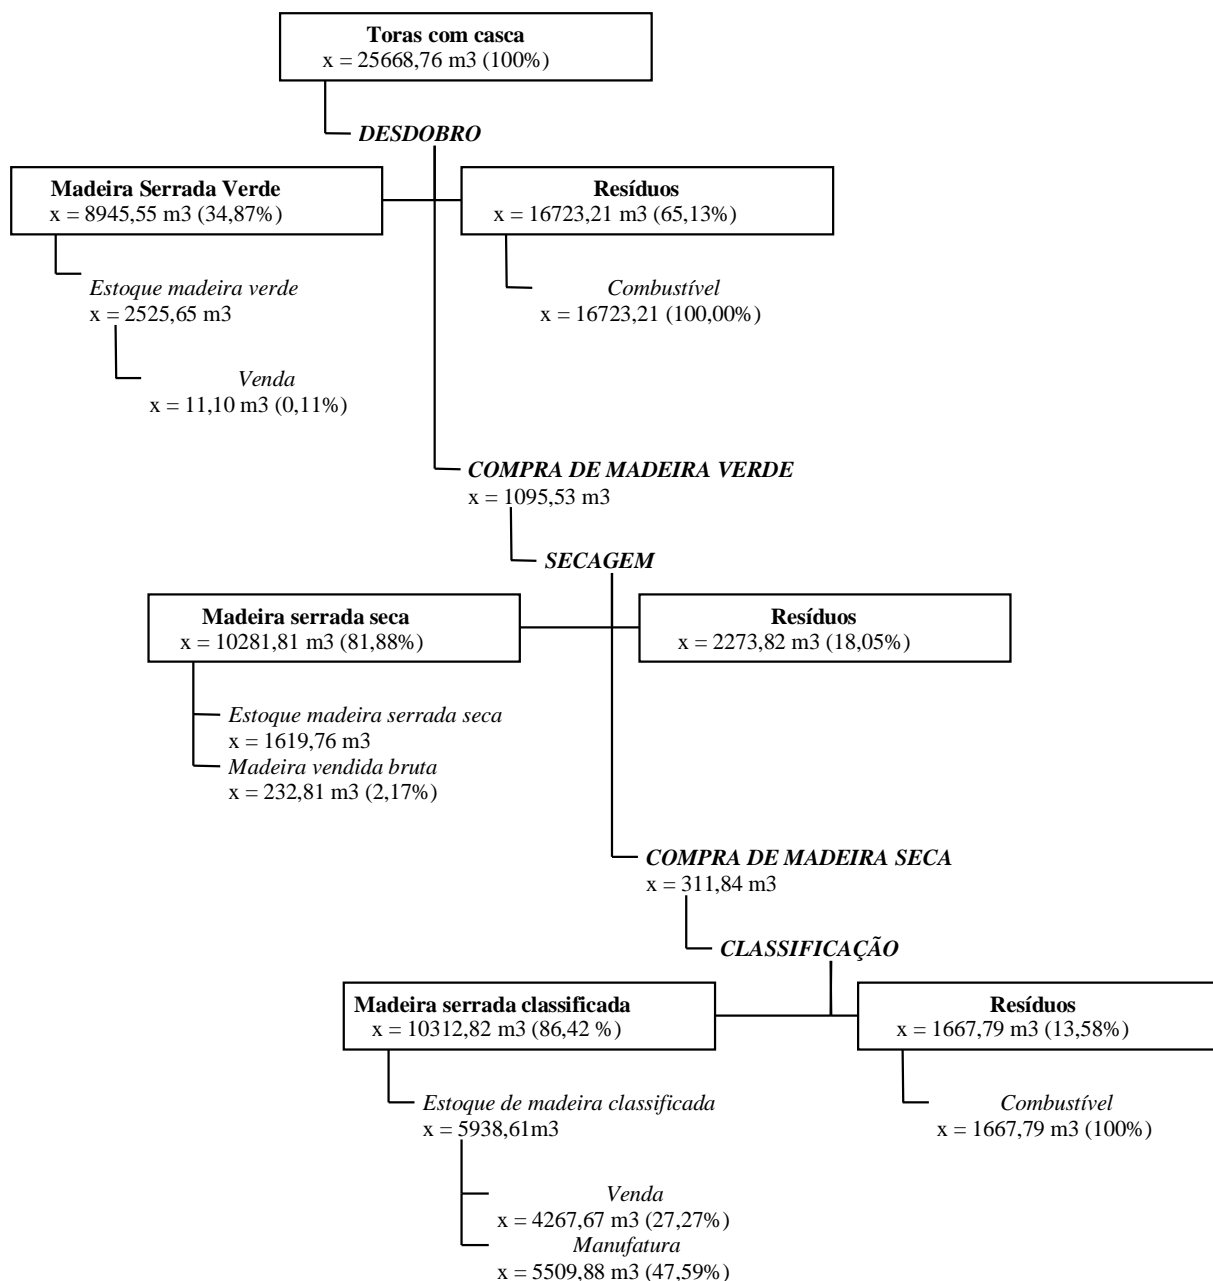 Toras com casca
x = 25668,76 m3 (100%)
DESDOBRO
Madeira Serrada Verde
x = 8945,55 m3 (34,87%)
Resíduos
x = 16723,21 m3 (65,13%)
Estoque madeira verde
x = 2525,65 m3
Combustível
x = 16723,21 (100,00%)
Venda
x = 11,10 m3 (0,11%)
COMPRA DE MADEIRA VERDE
x = 1095,53 m3
SECAGEM
Madeira serrada seca
x = 10281,81 m3 (81,88%)
Resíduos
x = 2273,82 m3 (18,05%)
Estoque madeira serrada seca
x = 1619,76 m3
Madeira vendida bruta
x = 232,81 m3 (2,17%)
COMPRA DE MADEIRA SECA
x = 311,84 m3
CLASSIFICAÇÃO
Madeira serrada classificada
x = 10312,82 m3 (86,42 %)
Resíduos
x = 1667,79 m3 (13,58%)
Estoque de madeira classificada
x = 5938,61m3
Combustível
x = 1667,79 m3 (100%)
Venda
x = 4267,67 m3 (27,27%)
Manufatura
x = 5509,88 m3 (47,59%)